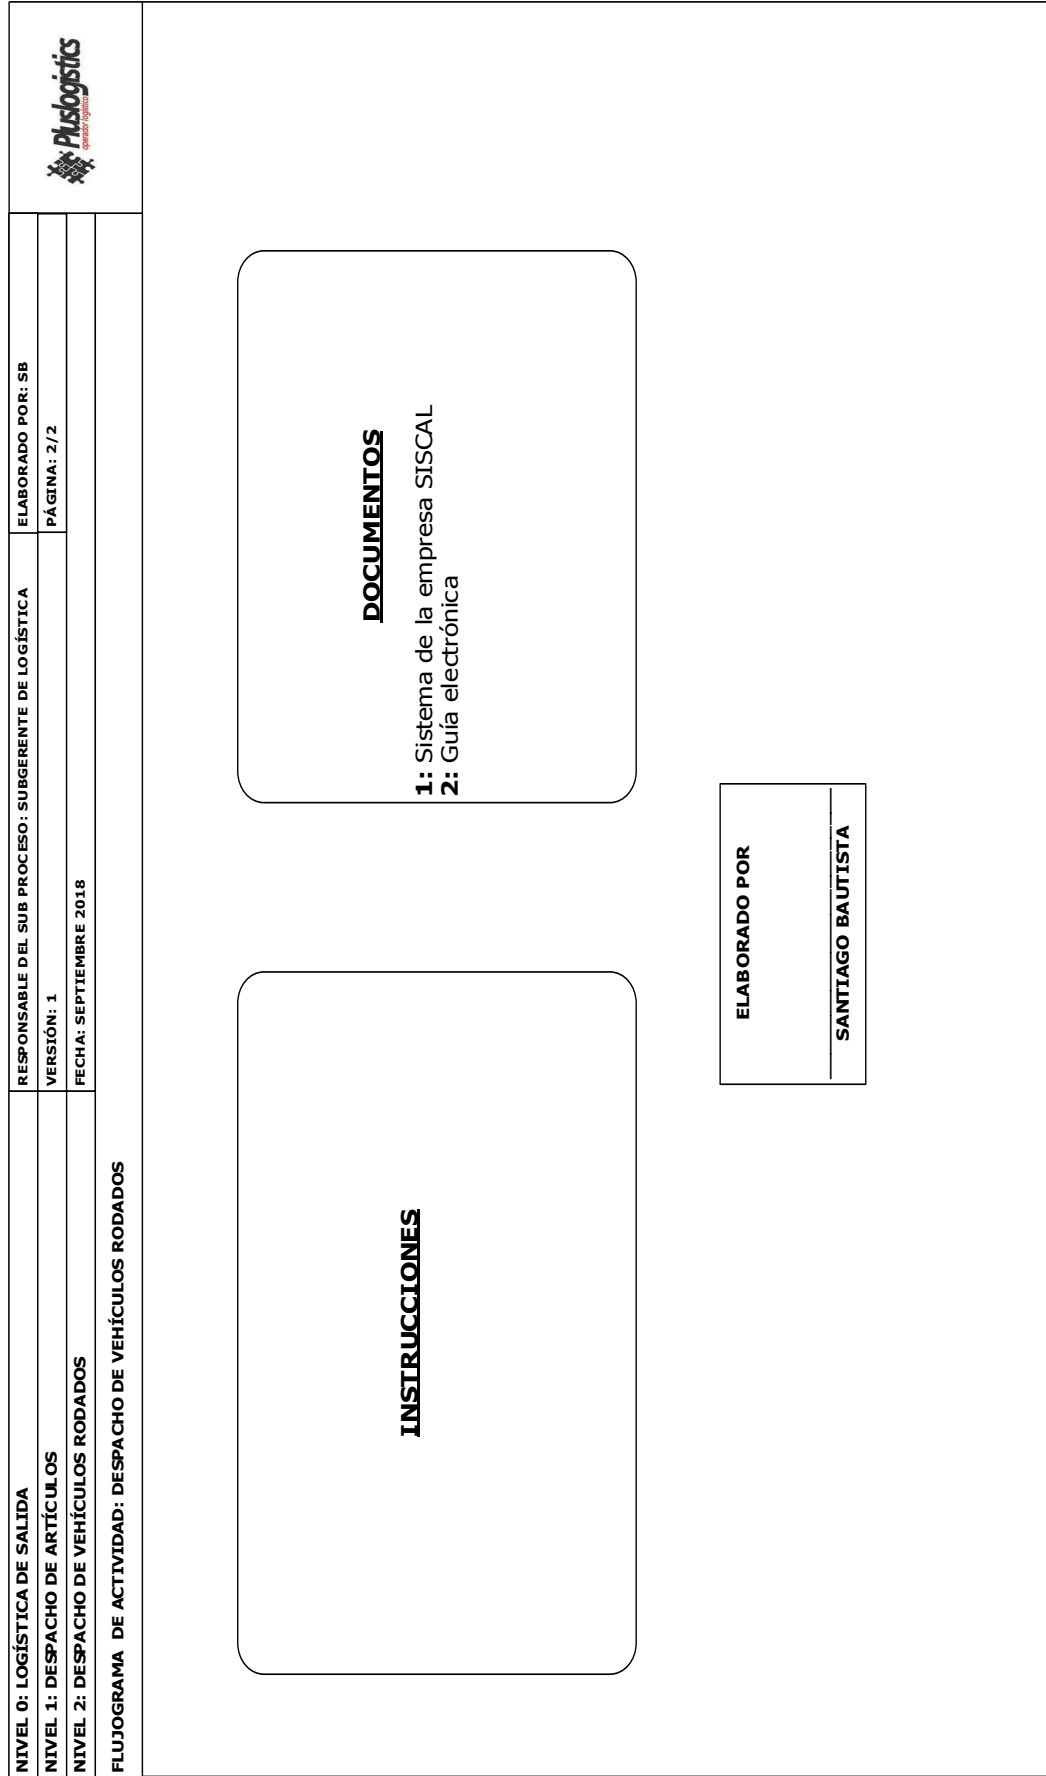 NIVEL 0: LOGÍSTICA DE SALIDA
RESPONSABLE DEL SUB PROCESO: SUBGERENTE DE LOGÍSTICA
ELABORADO POR: SB
Pluslogistics
operador logístico
NIVEL 1: DESPACHO DE ARTÍCULOS
VERSIÓN: 1
PÁGINA: 2/2
NIVEL 2: DESPACHO DE VEHÍCULOS RODADOS
FECHA: SEPTIEMBRE 2018
FLUJOGRAMA DE ACTIVIDAD: DESPACHO DE VEHÍCULOS RODADOS
INSTRUCCIONES
DOCUMENTOS
1: Sistema de la empresa SISCAL
2: Guía electrónica
ELABORADO POR
SANTIAGO BAUTISTA